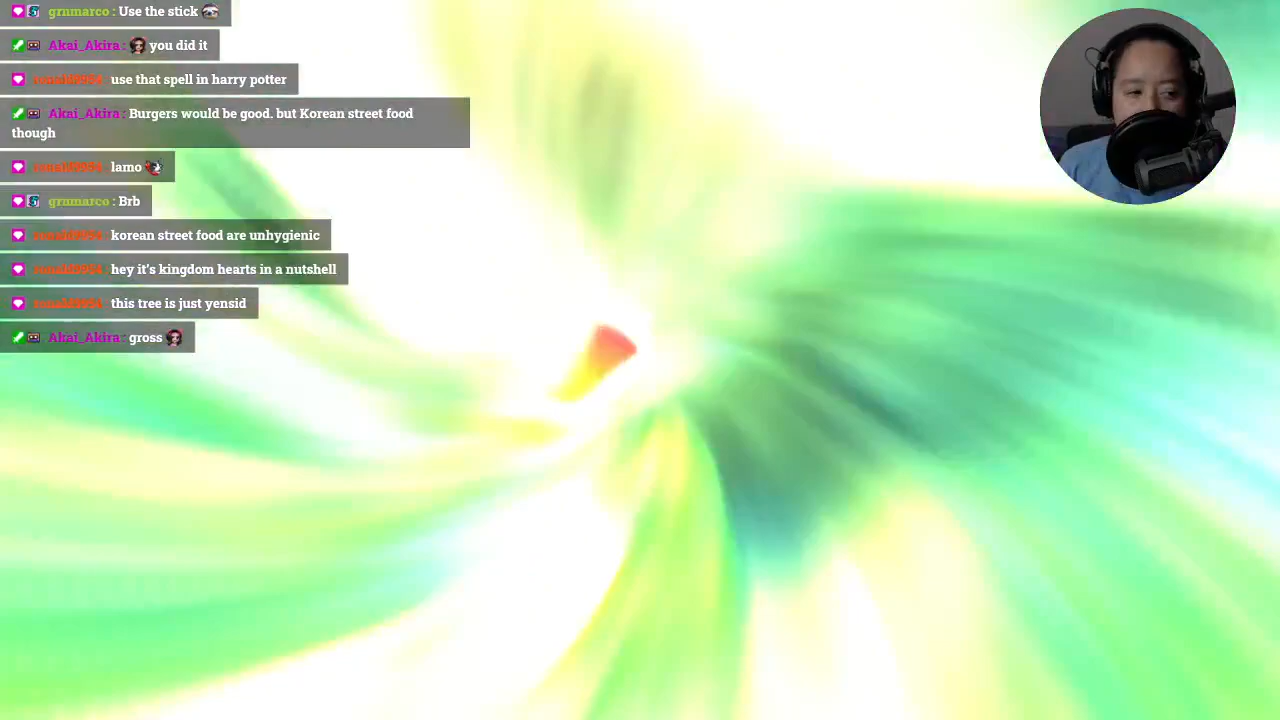 grnmarco : Use the stick
Akai_Akira : you did it
use that spell in harry potter
Akai_Akira : Burgers would be good. but Korean street food
though
lamo
grnmarco : Brb
korean street food are unhygienic
hey it's kingdom hearts in a nutshell
this tree is just yensid
Akai_Akira : gross